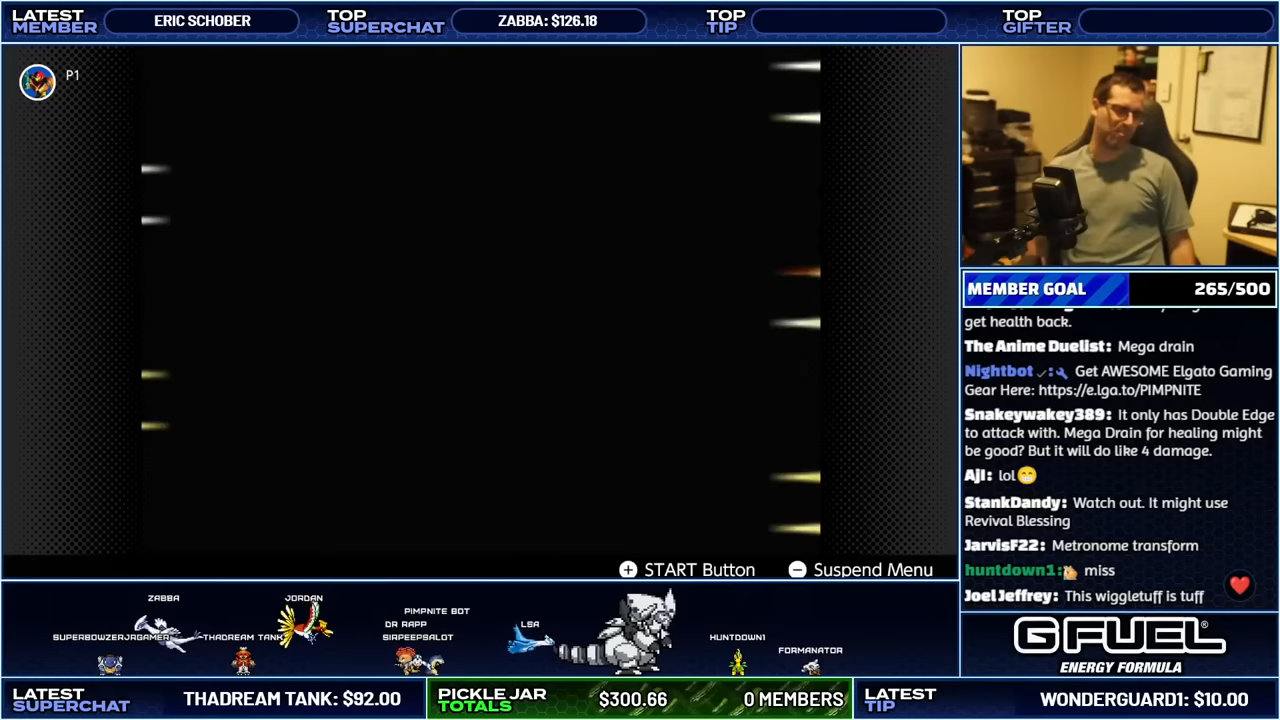 LATEST MEMBER
ERIC SCHOBER
TOP SUPERCHAT
ZABBA: $126.18
TOP TIP
TOP GIFTER
P1
MEMBER GOAL 265/500
get health back.
The Anime Duelist: Mega drain
Nightbot: Get AWESOME Elgato Gaming
Gear Here: https://e.lga.to/PIMPNITE
Snakeywakey389: It only has Double Edge
to attack with. Mega Drain for healing might
be good? But it will do like 4 damage.
AjI: lol😁
StankDandy: Watch out. It might use
Revival Blessing
JarvisF22: Metronome transform
huntdown1: miss
Joel Jeffrey: This wiggletuff is tuff
+ START Button
− Suspend Menu
ZABBA
JORDAN
PIMPNITE BOT
DR RAPP
LSA
SUPERBOWZERJRGAMER
THADREAM TANK
SIRPEEPSALOT
HUNTDOWN1
FORMANATOR
G FUEL®
ENERGY FORMULA
LATEST SUPERCHAT
THADREAM TANK: $92.00
PICKLE JAR TOTALS
$300.66
0 MEMBERS
LATEST TIP
WONDERGUARD1: $10.00